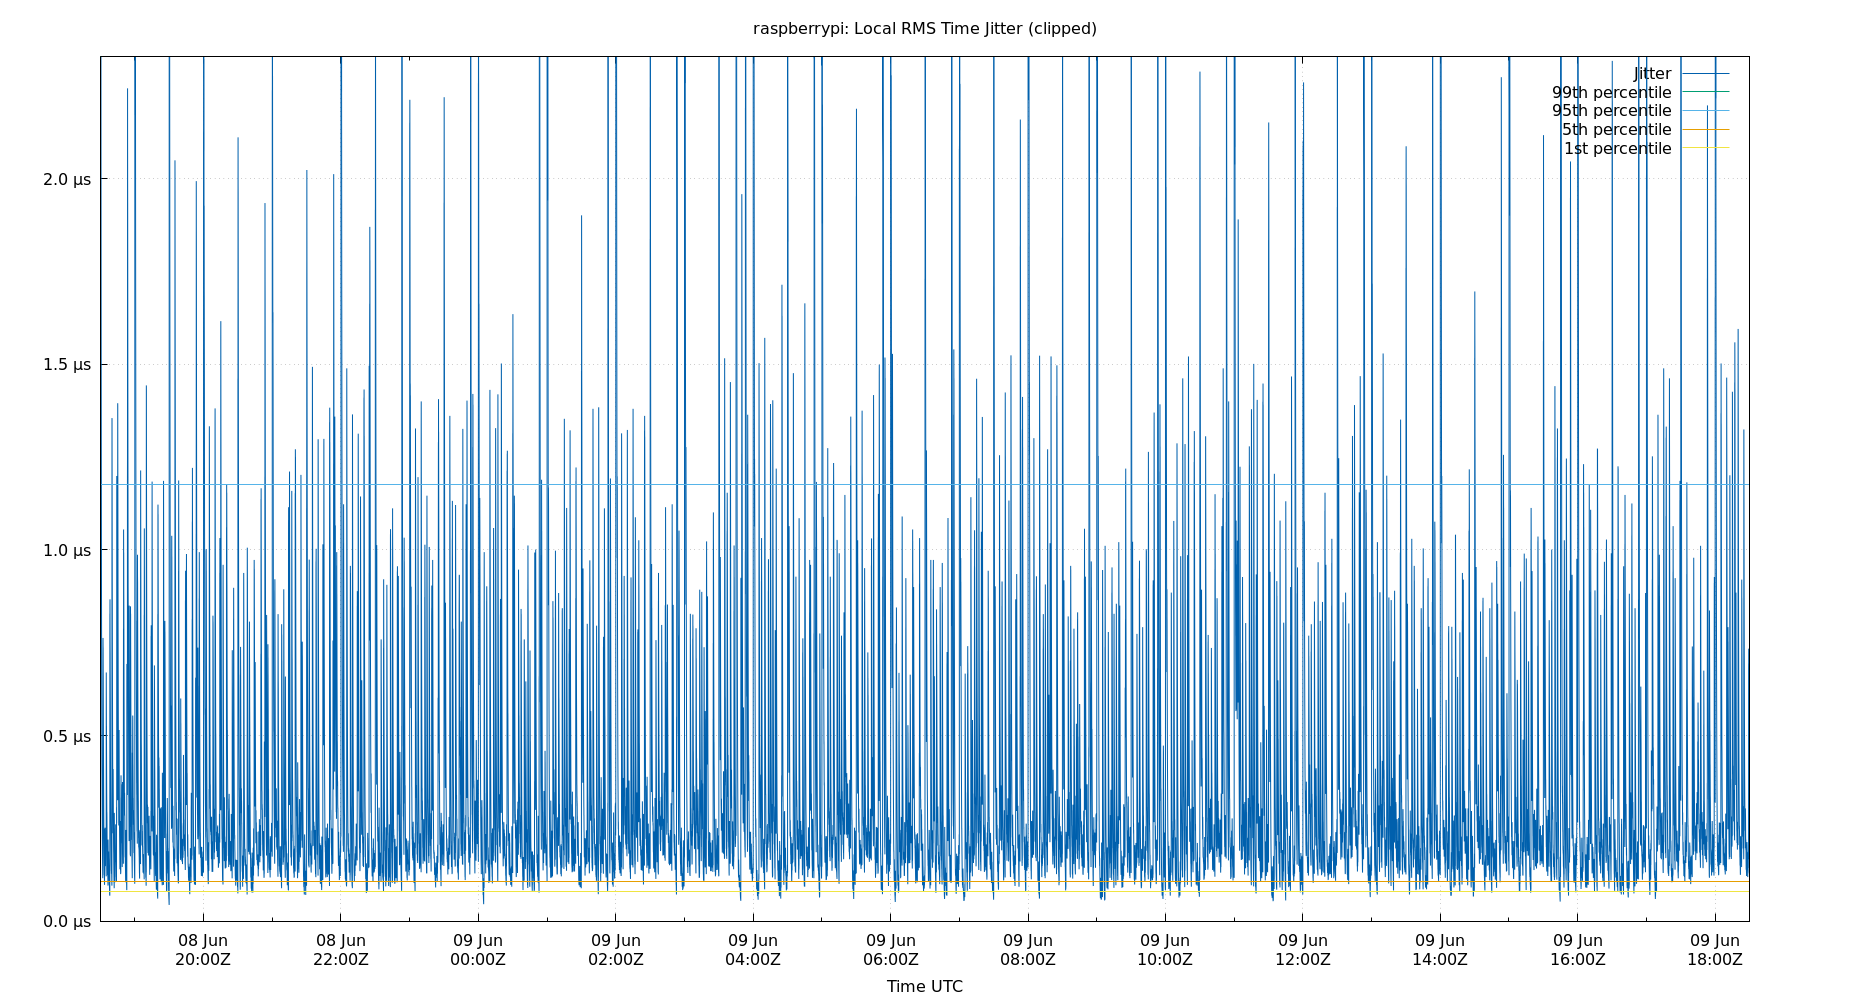 raspberrypi: Local RMS Time Jitter (clipped)
Jitter
99th percentile
95th percentile
5th percentile
1st percentile
2.0 µs
1.5 µs
1.0 µs
0.5 µs
0.0 µs
08 Jun 08 Jun 09 Jun 09 Jun 09 Jun 09 Jun 09 Jun 09 Jun 09 Jun 09 Jun 09 Jun 09 Jun
20:00Z 22:00Z 00:00Z 02:00Z 04:00Z 06:00Z 08:00Z 10:00Z 12:00Z 14:00Z 16:00Z 18:00Z
Time UTC